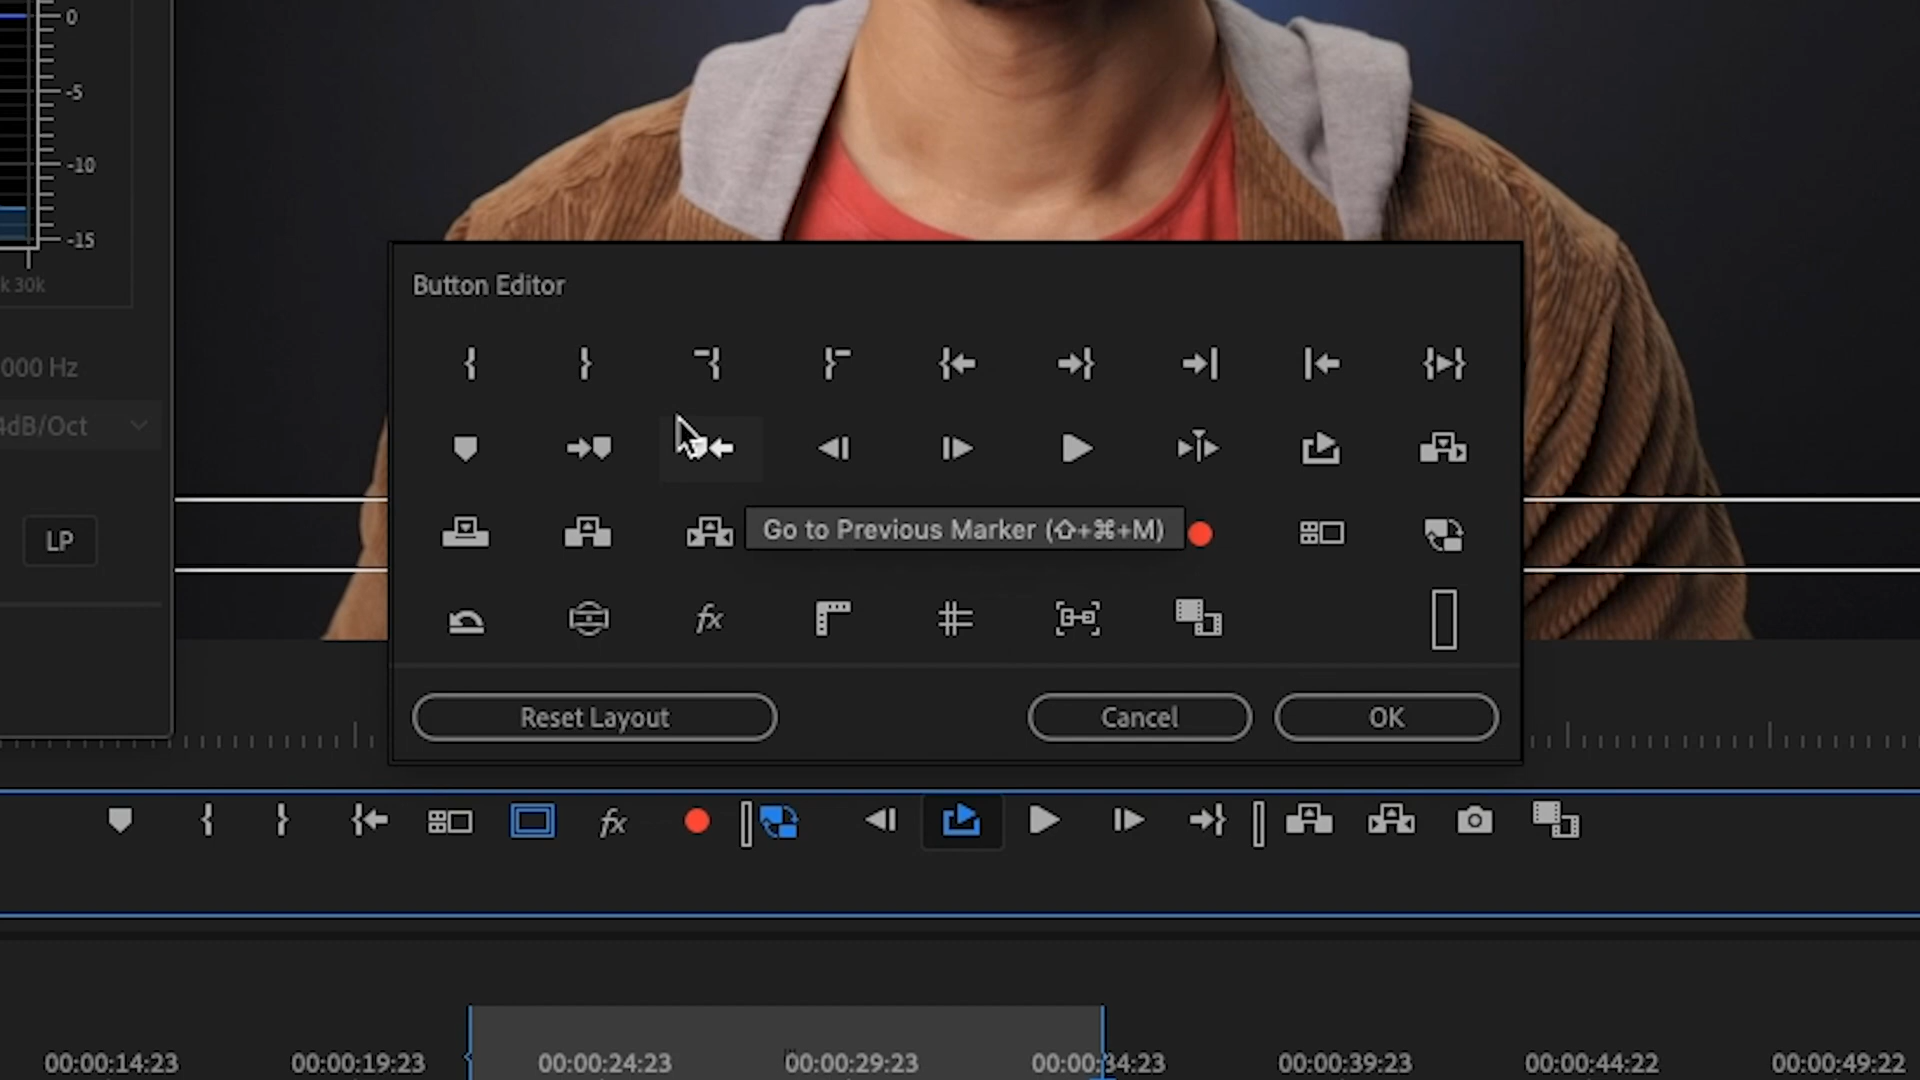 0
-5
-10
-15
k 30k
000 Hz
4dB/Oct
LP
Button Editor
Go to Previous Marker (⇧+⌘+M)
fx
Reset Layout
Cancel
OK
fx
00:00:14:23
00:00:19:23
00:00:24:23
00:00:29:23
00:00:34:23
00:00:39:23
00:00:44:22
00:00:49:22